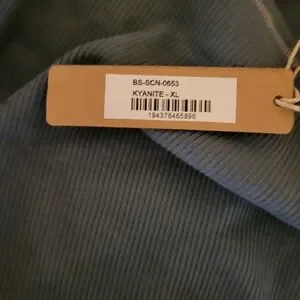 BS-SCN-0653
KYANITE - XL
194378465896